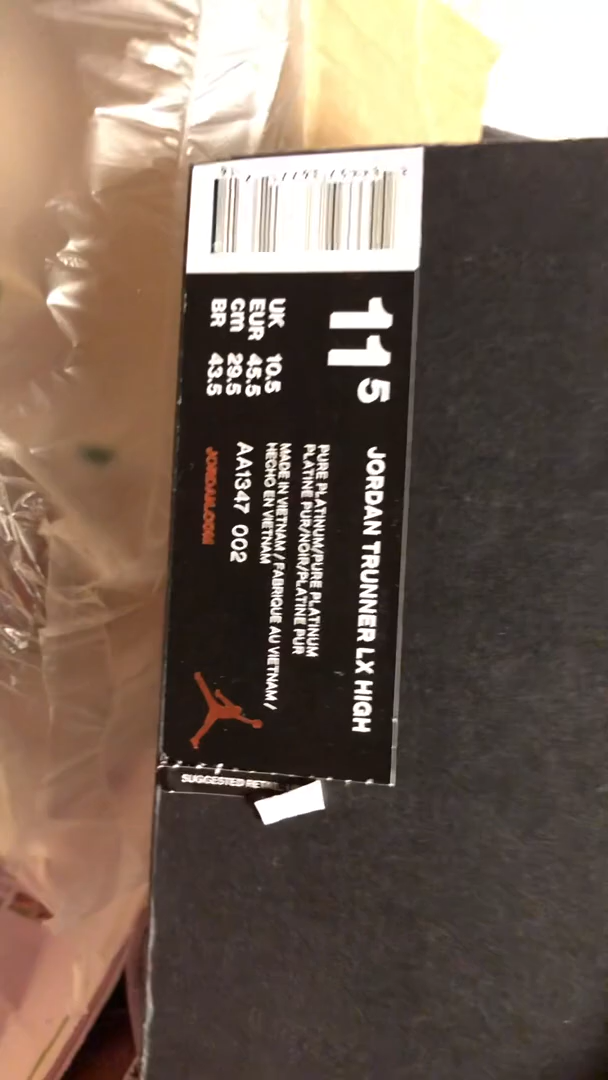 11 5
UK 10.5
EUR 45.5
cm 29.5
BR 43.5
JORDAN TRUNNER LX HIGH
PURE PLATINUM/PURE PLATINUM
PLATINE PUR/NOIR/PLATINE PUR
MADE IN VIETNAM / FABRIQUE AU VIETNAM /
HECHO EN VIETNAM
AA1347 002
JORDAN.COM
SUGGESTED